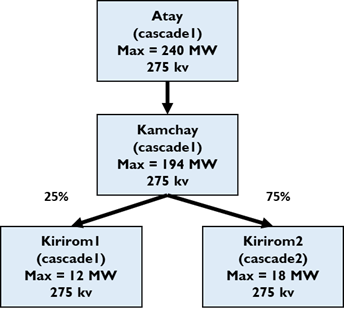 Atay
(cascade1)
Max = 240 MW
275 kv
Kamchay
(cascade1)
Max = 194 MW
275 kv
25%
75%
Kirirom1
(cascade1)
Max = 12 MW
275 kv
Kirirom2
(cascade2)
Max = 18 MW
275 kv